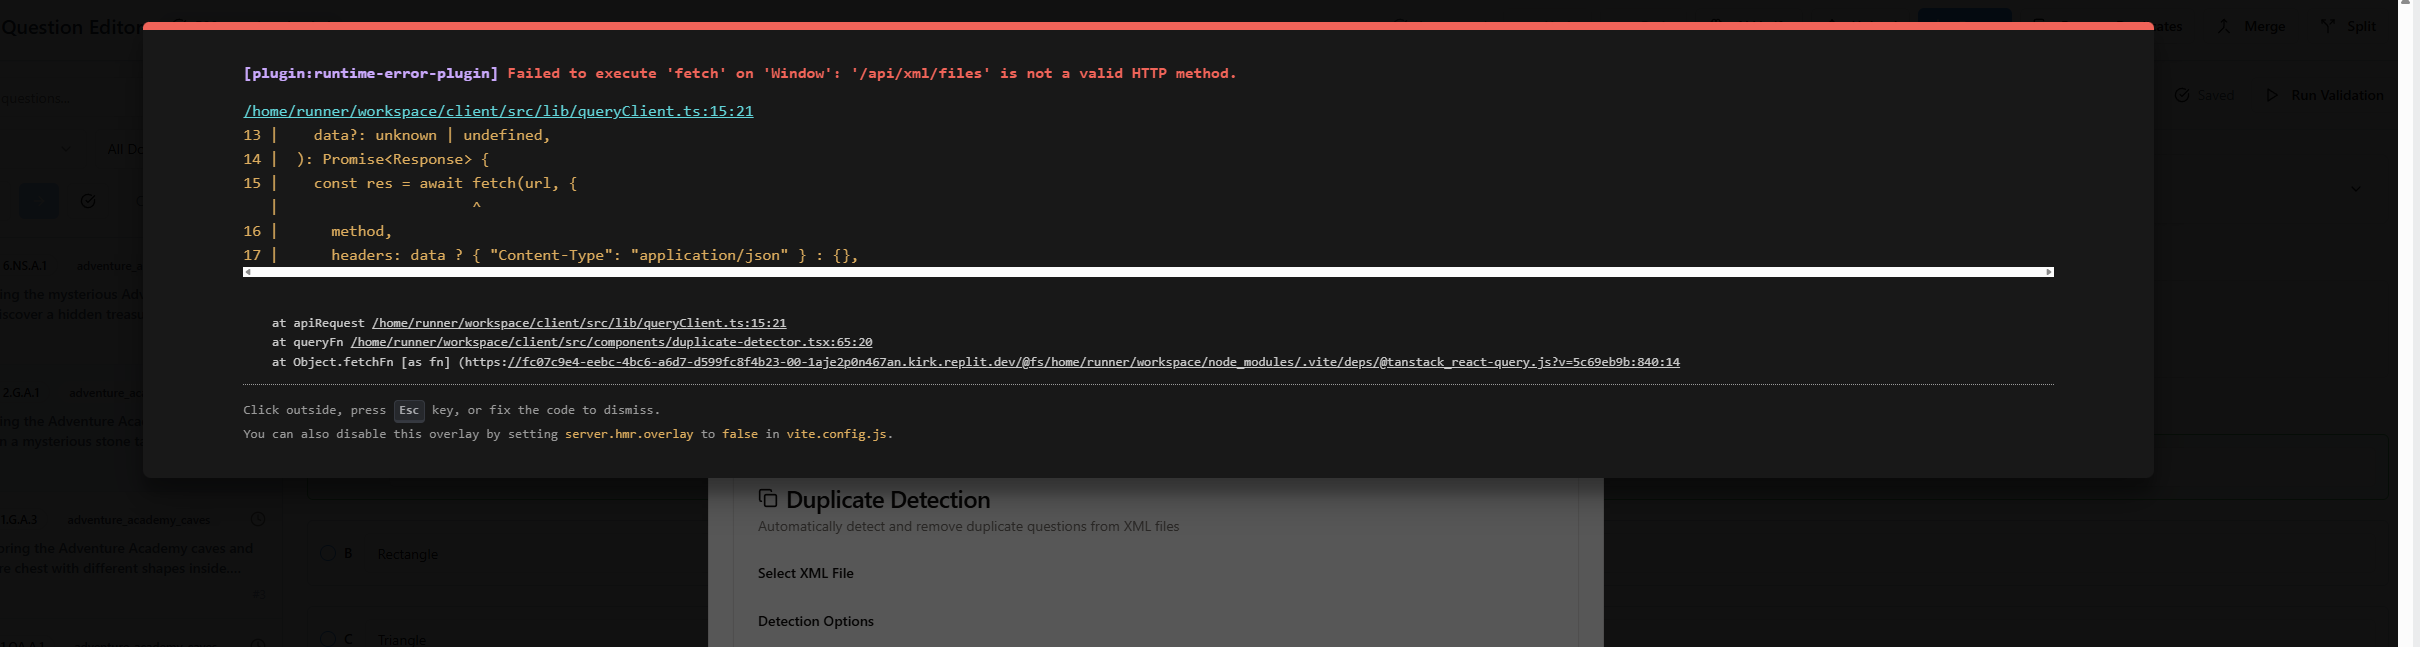 Question Editor
ates
Merge
Split
[plugin:runtime-error-plugin] Failed to execute 'fetch' on 'Window': '/api/xml/files' is not a valid HTTP method.
questions...
Saved
Run Validation
/home/runner/workspace/client/src/lib/queryClient.ts:15:21
13 |    data?: unknown | undefined,
14 |  ): Promise<Response> {
15 |    const res = await fetch(url, {
   |                      ^
16 |      method,
17 |      headers: data ? { "Content-Type": "application/json" } : {},
All Do
6.NS.A.1 adventure_s
ing the mysterious Adv
iscover a hidden treasu
at apiRequest /home/runner/workspace/client/src/lib/queryClient.ts:15:21
at queryFn /home/runner/workspace/client/src/components/duplicate-detector.tsx:65:20
at Object.fetchFn [as fn] (https://fc07c9e4-eebc-4bc6-a6d7-d599fc8f4b23-00-1aje2p0n467an.kirk.replit.dev/@fs/home/runner/workspace/node_modules/.vite/deps/@tanstack_react-query.js?v=5c69eb9b:840:14
2.G.A.1 adventure_ac
ing the Adventure Aca
n a mysterious stone ta
Click outside, press Esc key, or fix the code to dismiss.
You can also disable this overlay by setting server.hmr.overlay to false in vite.config.js.
1.G.A.3 adventure_academy_caves
oring the Adventure Academy caves and
re chest with different shapes inside....
B Rectangle
C Triangle
Duplicate Detection
Automatically detect and remove duplicate questions from XML files
Select XML File
Detection Options